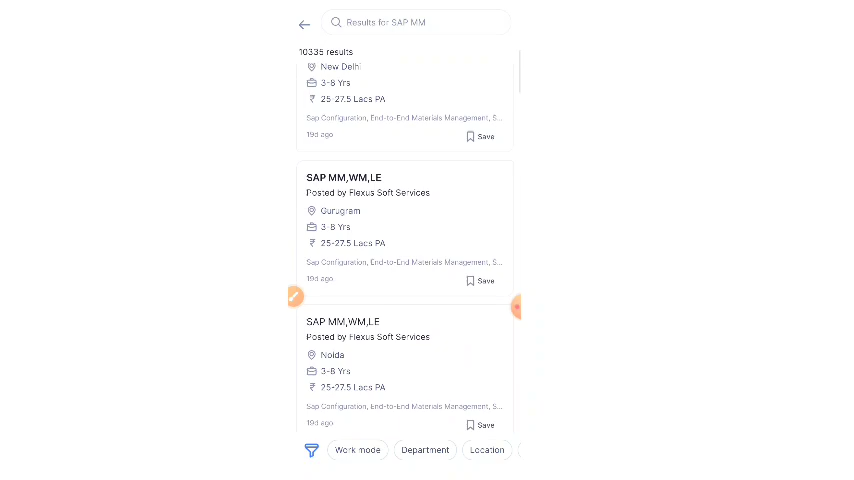 Results for SAP MM
10335 results
New Delhi
3-8 Yrs
₹ 25-27.5 Lacs PA
Sap Configuration, End-to-End Materials Management, S...
19d ago Save
SAP MM,WM,LE
Posted by Flexus Soft Services
Gurugram
3-8 Yrs
₹ 25-27.5 Lacs PA
Sap Configuration, End-to-End Materials Management, S...
19d ago Save
SAP MM,WM,LE
Posted by Flexus Soft Services
Noida
3-8 Yrs
₹ 25-27.5 Lacs PA
Sap Configuration, End-to-End Materials Management, S...
19d ago Save
Work mode Department Location